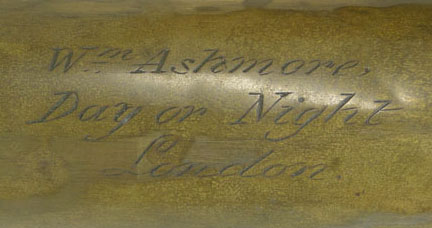 Wm Ashmore,
Day or Night
London.